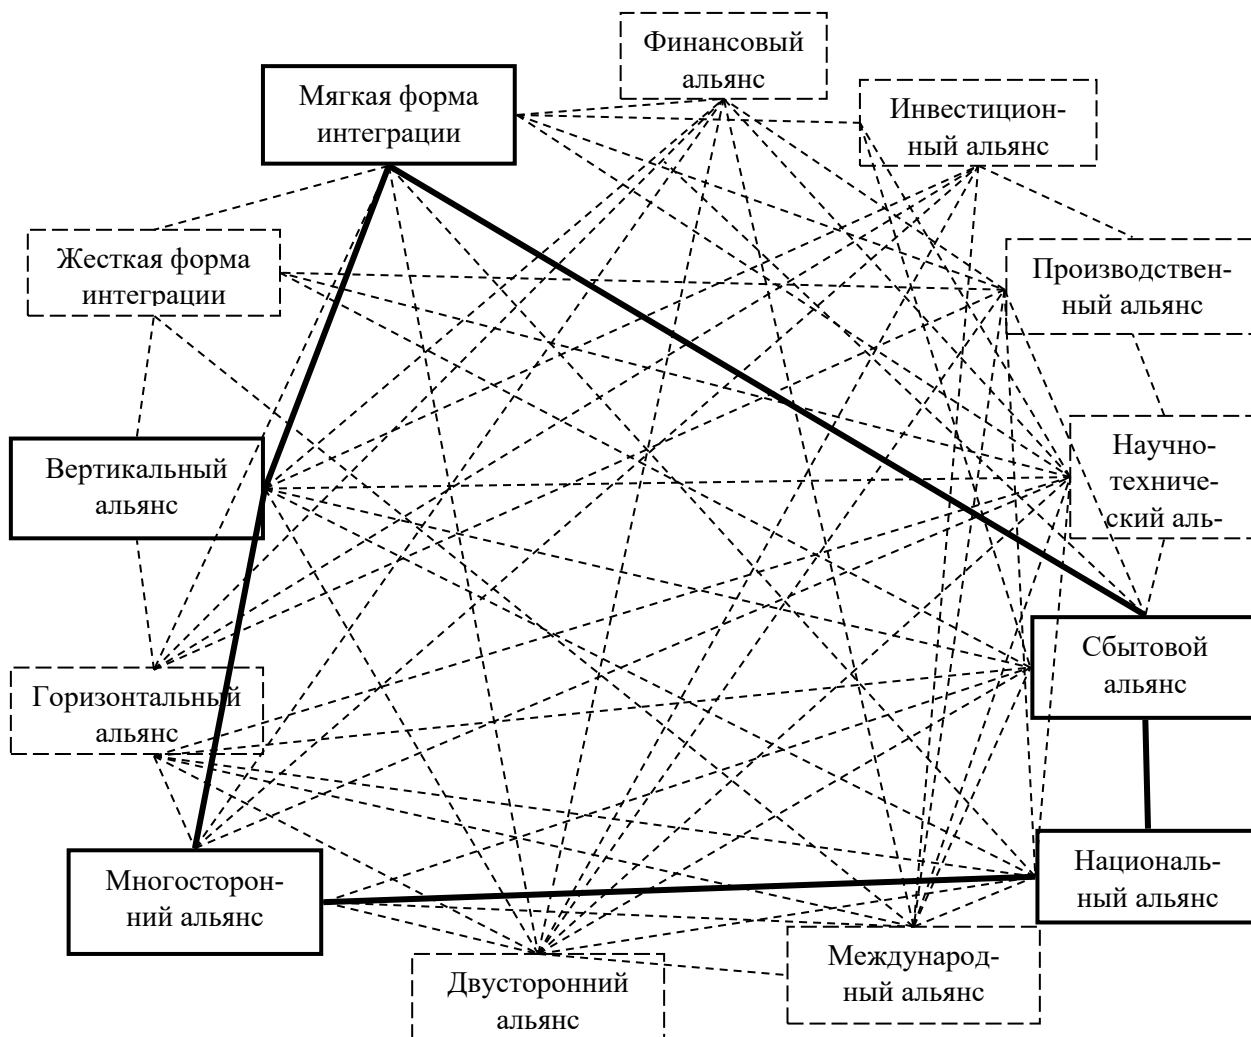 Финансовый
альянс
Мягкая форма
интеграции
Инвестицион-
ный альянс
Жесткая форма
интеграции
Производствен-
ный альянс
Вертикальный
альянс
Научно-
техниче-
ский аль-
Сбытовой
альянс
Горизонтальный
альянс
Многосторон-
ний альянс
Националь-
ный альянс
Двусторонний
альянс
Международ-
ный альянс